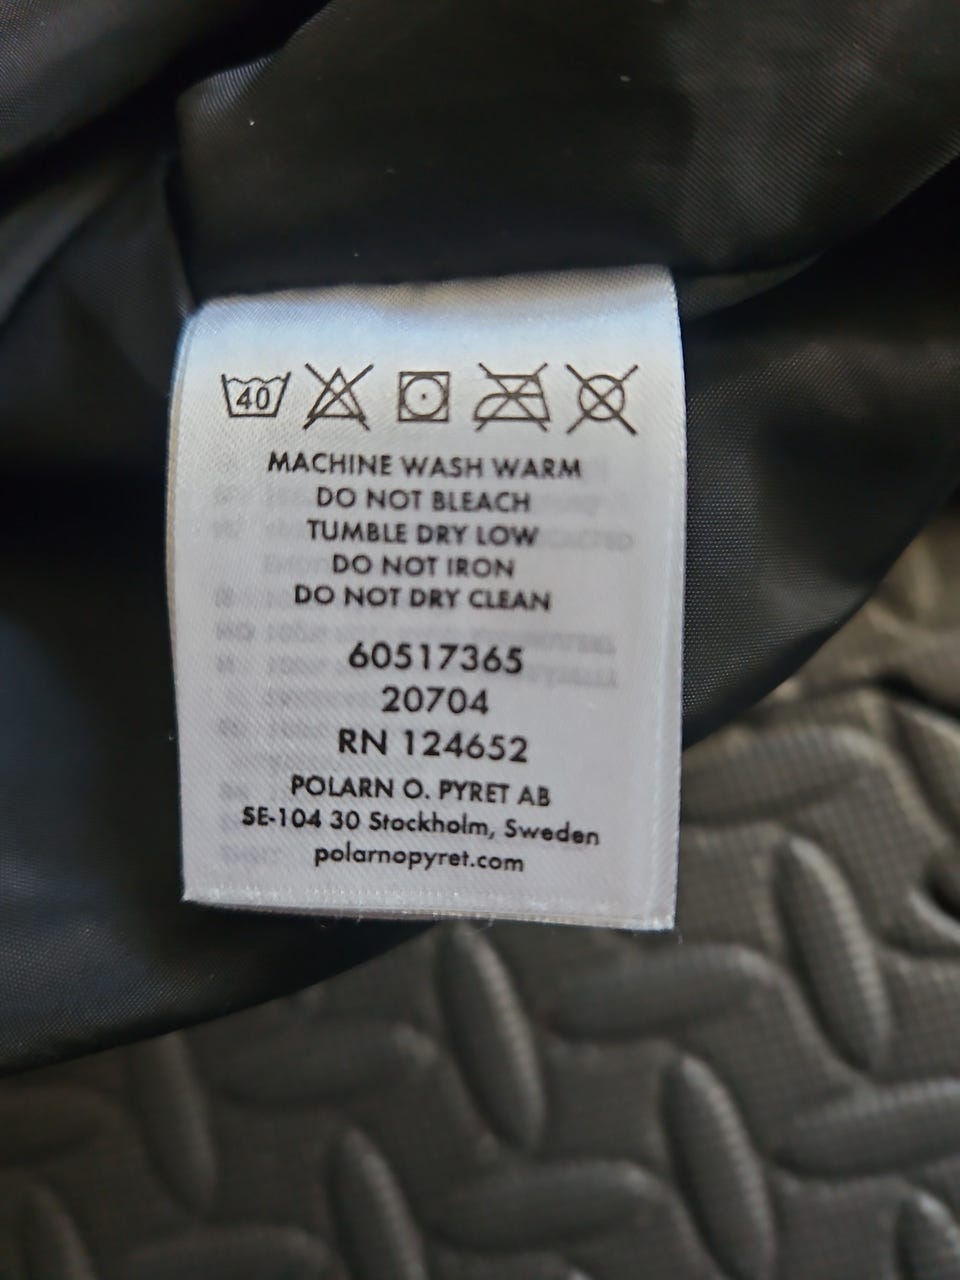 40
MACHINE WASH WARM
DO NOT BLEACH
TUMBLE DRY LOW
DO NOT IRON
DO NOT DRY CLEAN
60517365
20704
RN 124652
POLARN O. PYRET AB
SE-104 30 Stockholm, Sweden
polarnopyret.com